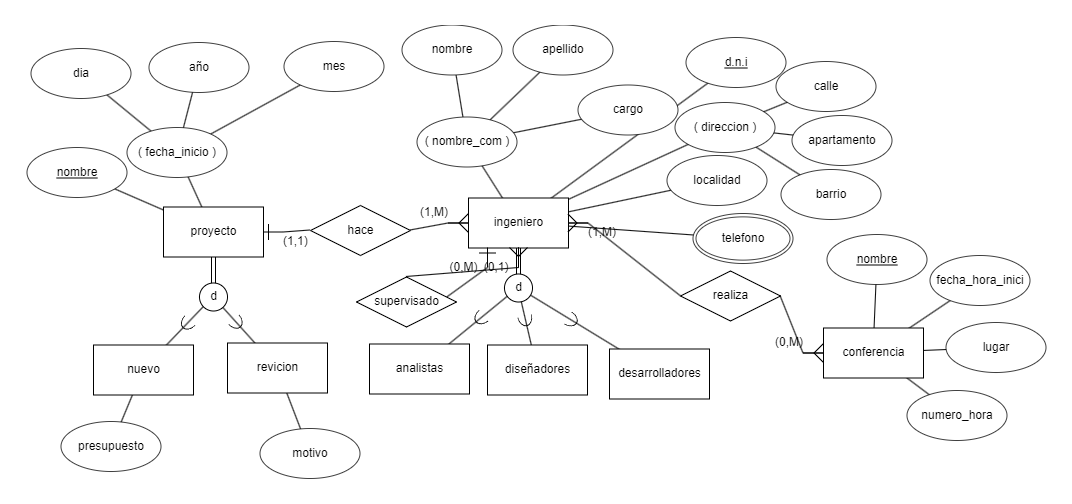 nombre
apellido
dia
año
mes
d.n.i
calle
cargo
( direccion )
apartamento
( fecha_inicio )
( nombre_com )
nombre
localidad
barrio
proyecto
(1,1)
hace
(1,M)
ingeniero
(1,M)
telefono
nombre
(0,M)
(0,1)
fecha_hora_inici
d
d
supervisado
realiza
(0,M)
conferencia
lugar
nuevo
revicion
analistas
diseñadores
desarrolladores
numero_hora
presupuesto
motivo